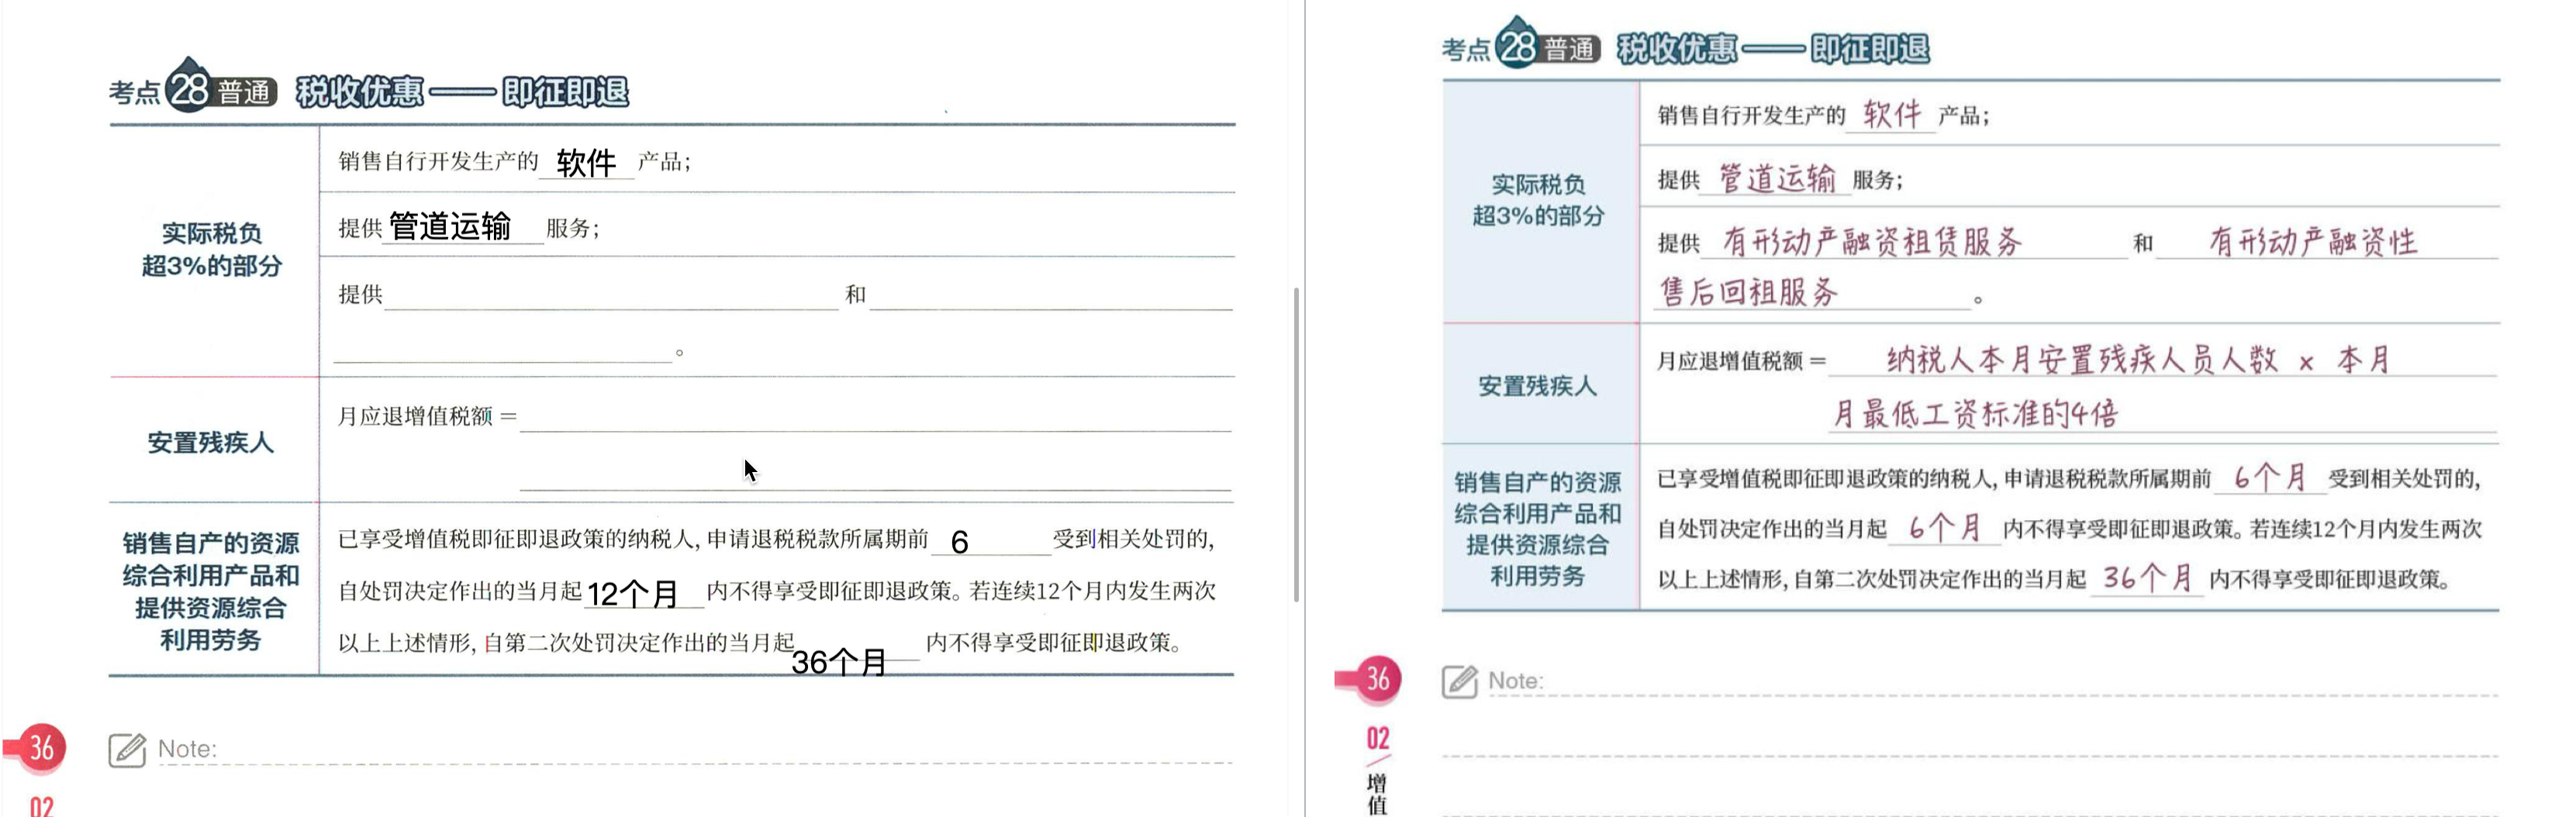 考点28普通 税收优惠——即征即退
实际税负
超3%的部分
销售自行开发生产的 软件 产品；
提供 管道运输 服务；
提供 和
。
安置残疾人
月应退增值税额＝
销售自产的资源
综合利用产品和
提供资源综合
利用劳务
已享受增值税即征即退政策的纳税人，申请退税税款所属期前 6 受到相关处罚的，
自处罚决定作出的当月起 12个月 内不得享受即征即退政策。若连续12个月内发生两次
以上上述情形，自第二次处罚决定作出的当月起 36个月 内不得享受即征即退政策。
36
Note:
02
考点28普通 税收优惠——即征即退
实际税负
超3%的部分
销售自行开发生产的 软件 产品；
提供 管道运输 服务；
提供 有形动产融资租赁服务 和 有形动产融资性
售后回租服务 。
安置残疾人
月应退增值税额＝ 纳税人本月安置残疾人员人数 × 本月
月最低工资标准的4倍
销售自产的资源
综合利用产品和
提供资源综合
利用劳务
已享受增值税即征即退政策的纳税人，申请退税税款所属期前 6个月 受到相关处罚的，
自处罚决定作出的当月起 6个月 内不得享受即征即退政策。若连续12个月内发生两次
以上上述情形，自第二次处罚决定作出的当月起 36个月 内不得享受即征即退政策。
36
Note:
02
增
值